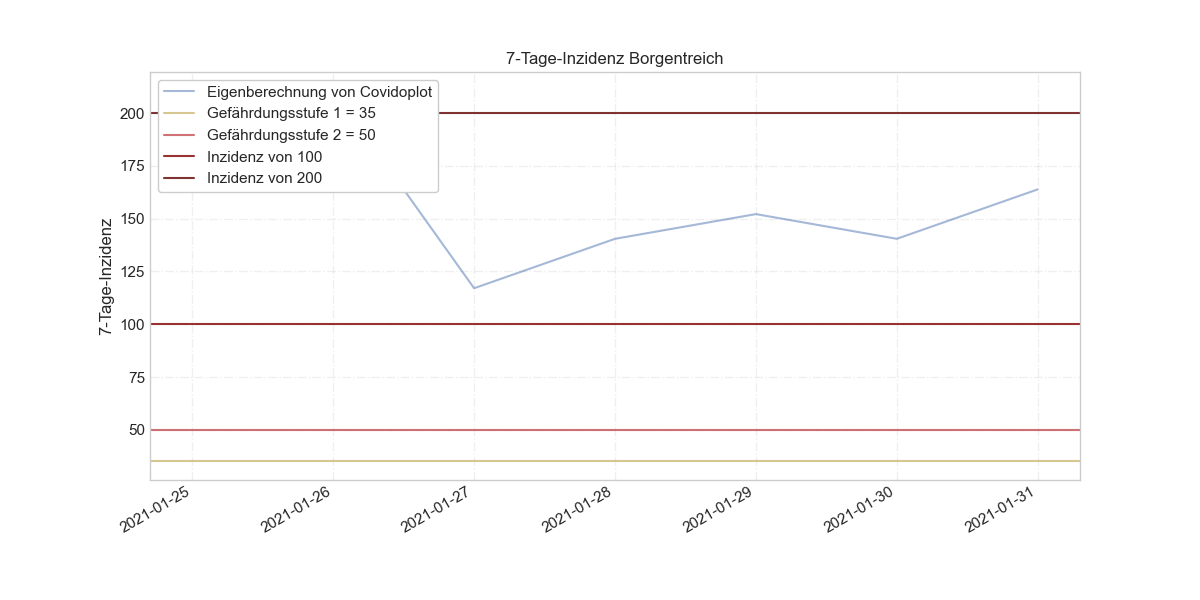 7-Tage-Inzidenz Borgentreich
Eigenberechnung von Covidoplot
Gefährdungsstufe 1 = 35
Gefährdungsstufe 2 = 50
Inzidenz von 100
Inzidenz von 200
7-Tage-Inzidenz
200
175
150
125
100
75
50
2021-01-25
2021-01-26
2021-01-27
2021-01-28
2021-01-29
2021-01-30
2021-01-31